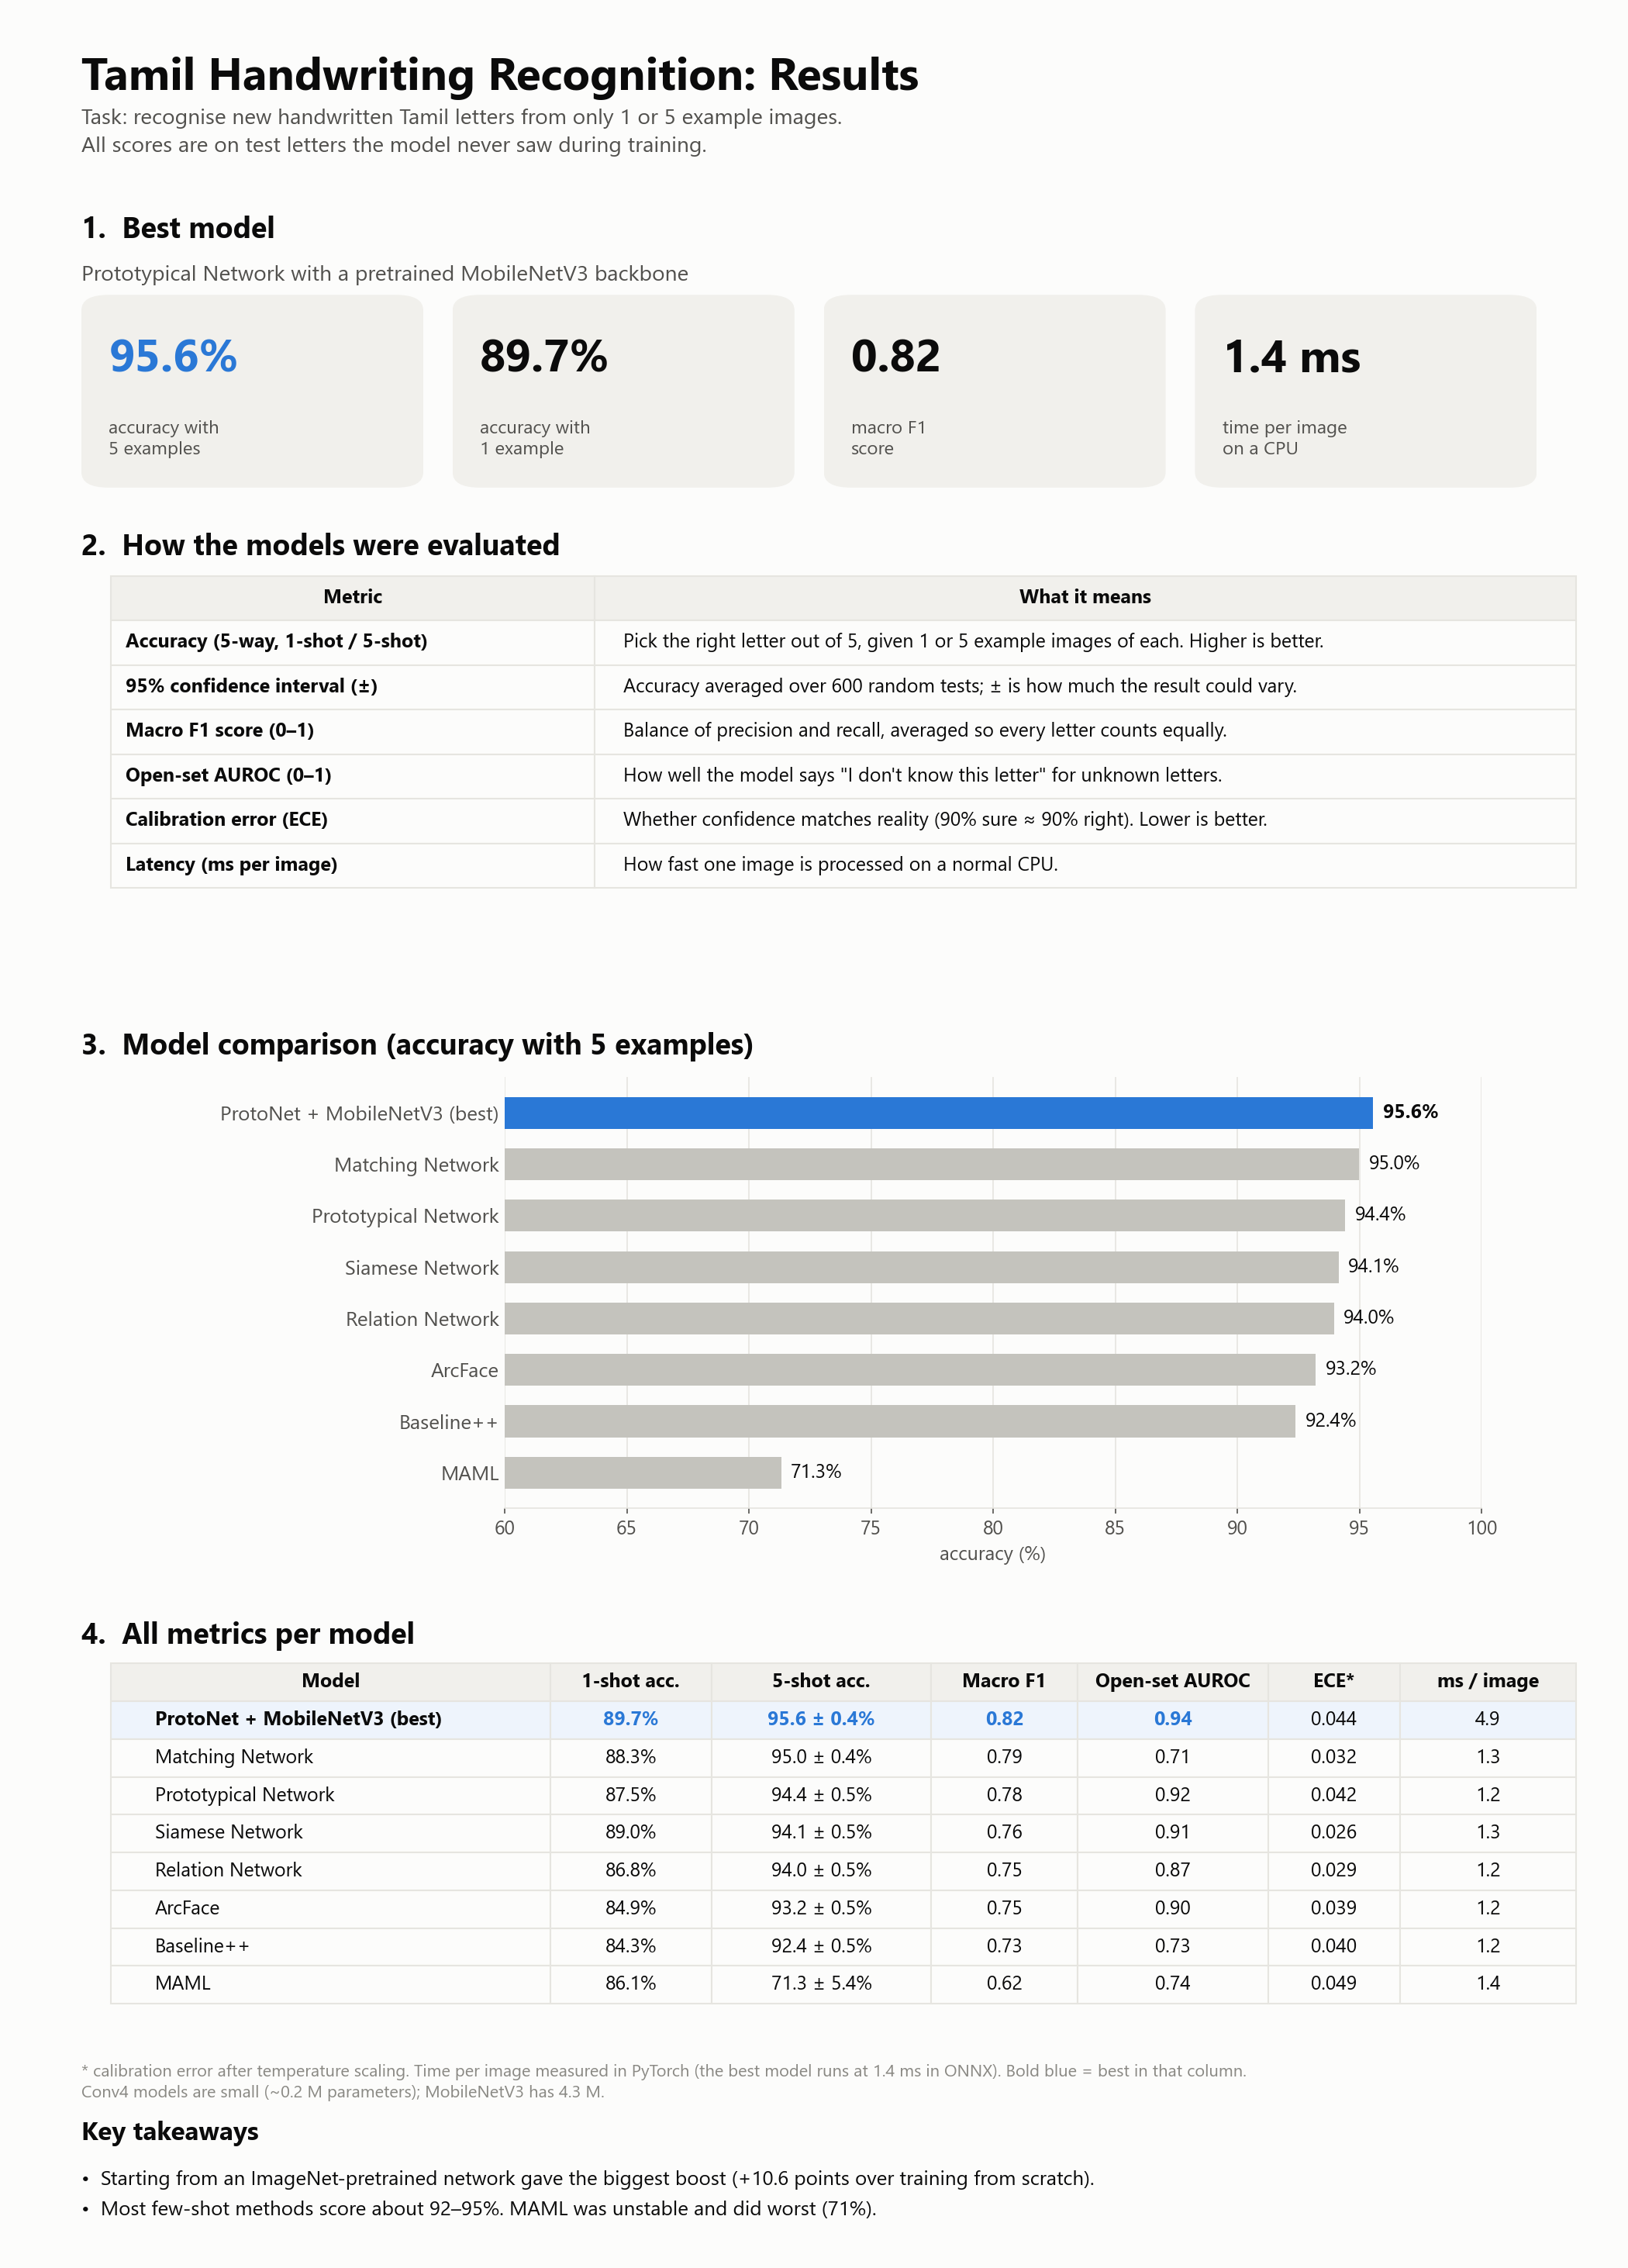 Tamil Handwriting Recognition: Results
Task: recognise new handwritten Tamil letters from only 1 or 5 example images.
All scores are on test letters the model never saw during training.
1. Best model
Prototypical Network with a pretrained MobileNetV3 backbone
95.6%
accuracy with
5 examples
89.7%
accuracy with
1 example
0.82
macro F1
score
1.4 ms
time per image
on a CPU
2. How the models were evaluated
Metric What it means
Accuracy (5-way, 1-shot / 5-shot) Pick the right letter out of 5, given 1 or 5 example images of each. Higher is better.
95% confidence interval (±) Accuracy averaged over 600 random tests; ± is how much the result could vary.
Macro F1 score (0–1) Balance of precision and recall, averaged so every letter counts equally.
Open-set AUROC (0–1) How well the model says "I don't know this letter" for unknown letters.
Calibration error (ECE) Whether confidence matches reality (90% sure ≈ 90% right). Lower is better.
Latency (ms per image) How fast one image is processed on a normal CPU.
3. Model comparison (accuracy with 5 examples)
ProtoNet + MobileNetV3 (best) 95.6%
Matching Network 95.0%
Prototypical Network 94.4%
Siamese Network 94.1%
Relation Network 94.0%
ArcFace 93.2%
Baseline++ 92.4%
MAML 71.3%
60 65 70 75 80 85 90 95 100
accuracy (%)
4. All metrics per model
Model 1-shot acc. 5-shot acc. Macro F1 Open-set AUROC ECE* ms / image
ProtoNet + MobileNetV3 (best) 89.7% 95.6 ± 0.4% 0.82 0.94 0.044 4.9
Matching Network 88.3% 95.0 ± 0.4% 0.79 0.71 0.032 1.3
Prototypical Network 87.5% 94.4 ± 0.5% 0.78 0.92 0.042 1.2
Siamese Network 89.0% 94.1 ± 0.5% 0.76 0.91 0.026 1.3
Relation Network 86.8% 94.0 ± 0.5% 0.75 0.87 0.029 1.2
ArcFace 84.9% 93.2 ± 0.5% 0.75 0.90 0.039 1.2
Baseline++ 84.3% 92.4 ± 0.5% 0.73 0.73 0.040 1.2
MAML 86.1% 71.3 ± 5.4% 0.62 0.74 0.049 1.4
* calibration error after temperature scaling. Time per image measured in PyTorch (the best model runs at 1.4 ms in ONNX). Bold blue = best in that column.
Conv4 models are small (~0.2 M parameters); MobileNetV3 has 4.3 M.
Key takeaways
• Starting from an ImageNet-pretrained network gave the biggest boost (+10.6 points over training from scratch).
• Most few-shot methods score about 92–95%. MAML was unstable and did worst (71%).